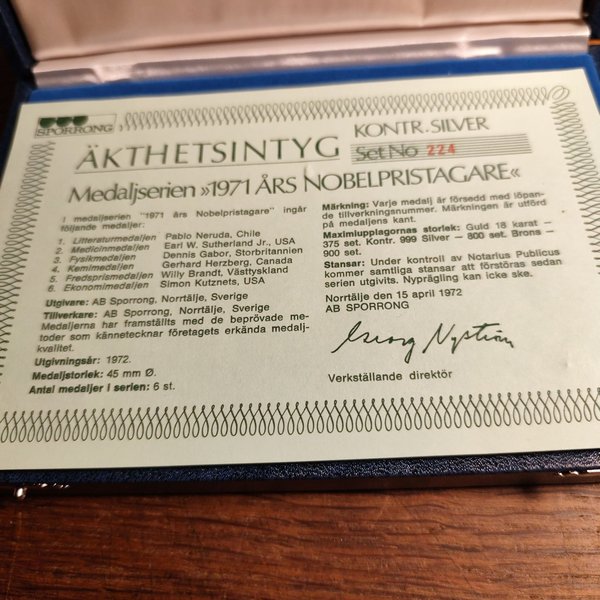 SPORRONG
ÄKTHETSINTYG
KONTR. SILVER
Set No 224
Medaljserien »1971 ÅRS NOBELPRISTAGARE«
I medaljserien "1971 års Nobelpristagare" ingår
följande medaljer:
1. Litteraturmedaljen Pablo Neruda, Chile
2. Medicinmedaljen Earl W. Sutherland Jr., USA
3. Fysikmedaljen Dennis Gabor, Storbritannien
4. Kemimedaljen Gerhard Herzberg, Canada
5. Fredsprismedaljen Willy Brandt, Västtyskland
6. Ekonomimedaljen Simon Kutznets, USA
Utgivare: AB Sporrong, Norrtälje, Sverige
Tillverkare: AB Sporrong, Norrtälje, Sverige
Medaljerna har framställts med de beprövade me-
toder som kännetecknar företagets erkända medalj-
kvalitet.
Utgivningsår: 1972.
Medaljstorlek: 45 mm Ø.
Antal medaljer i serien: 6 st.
Märkning: Varje medalj är försedd med löpan-
de tillverkningsnummer. Märkningen är utförd
på medaljens kant.
Maximiupplagornas storlek: Guld 18 karat –
375 set. Kontr. 999 Silver – 800 set. Brons –
900 set.
Stansar: Under kontroll av Notarius Publicus
kommer samtliga stansar att förstöras sedan
serien utgivits. Nyprägling kan icke ske.
Norrtälje den 15 april 1972
AB SPORRONG
Verkställande direktör